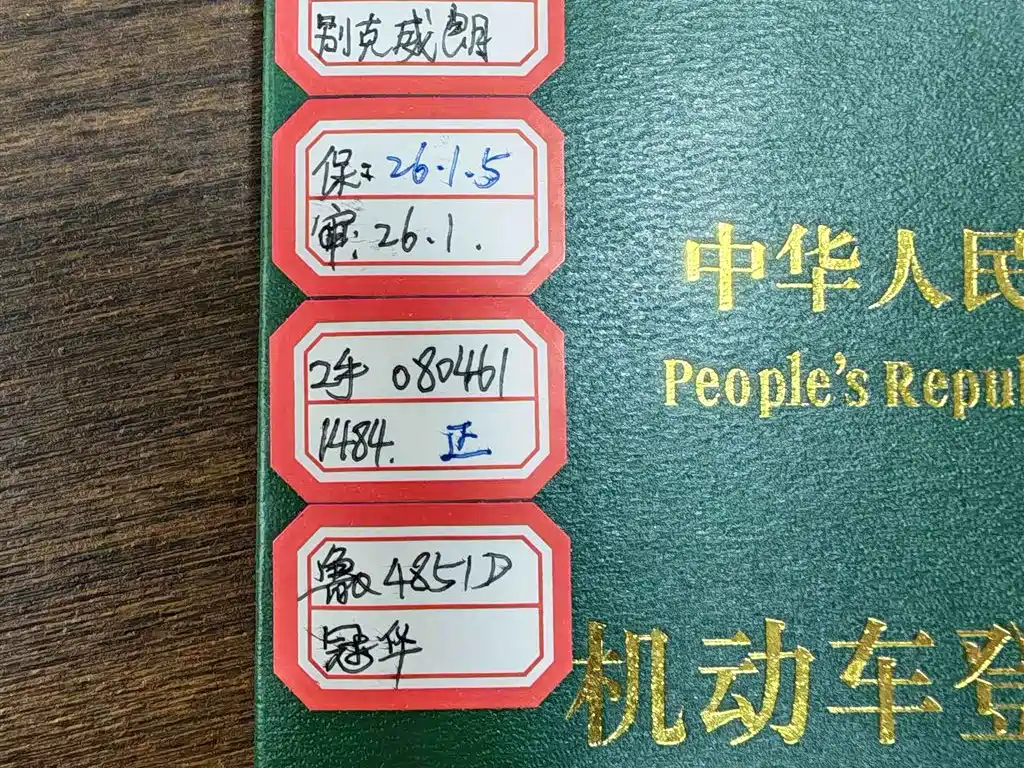 别克威朗
保: 26.1.5
审: 26.1.
2手 080461
1484. 正
鲁Q4851D
冠华
中华人民
People's Repu
机动车登